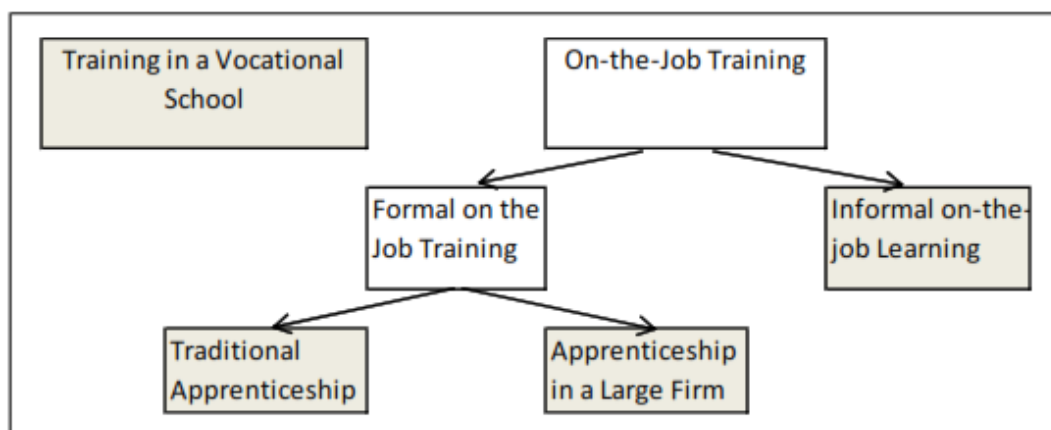 Training in a Vocational
School
On-the-Job Training
Formal on the
Job Training
Informal on-the-
job Learning
Traditional
Apprenticeship
Apprenticeship
in a Large Firm